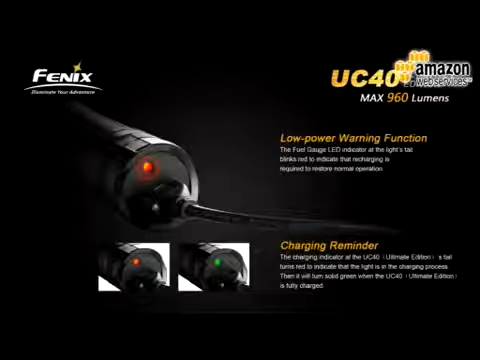 FENIX
Illuminate Your Adventure
UC40
amazon
webservices™
MAX 960 Lumens
Low-power Warning Function
The Fuel Gauge LED indicator at the light's tail
blinks red to indicate that recharging is
required to restore normal operation
Charging Reminder
The charging indicator at the UC40（Ultimate Edition）s tail
turns red to indicate that the light is in the charging process
Then it will turn solid green when the UC40（Ultimate Edition）
is fully charged